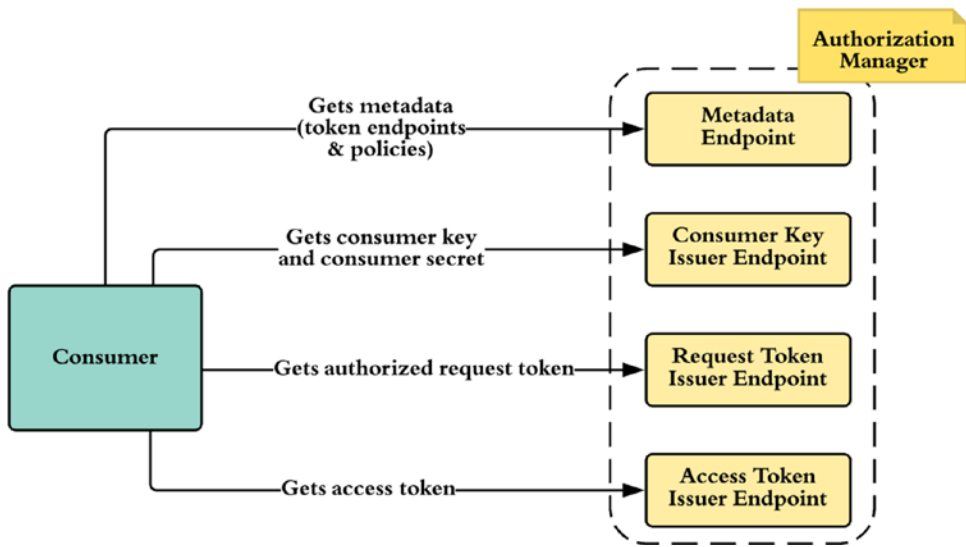 Authorization
Manager
Gets metadata
(token endpoints
& policies)
Metadata
Endpoint
Gets consumer key
and consumer secret
Consumer Key
Issuer Endpoint
Consumer
Gets authorized request token
Request Token
Issuer Endpoint
Gets access token
Access Token
Issuer Endpoint